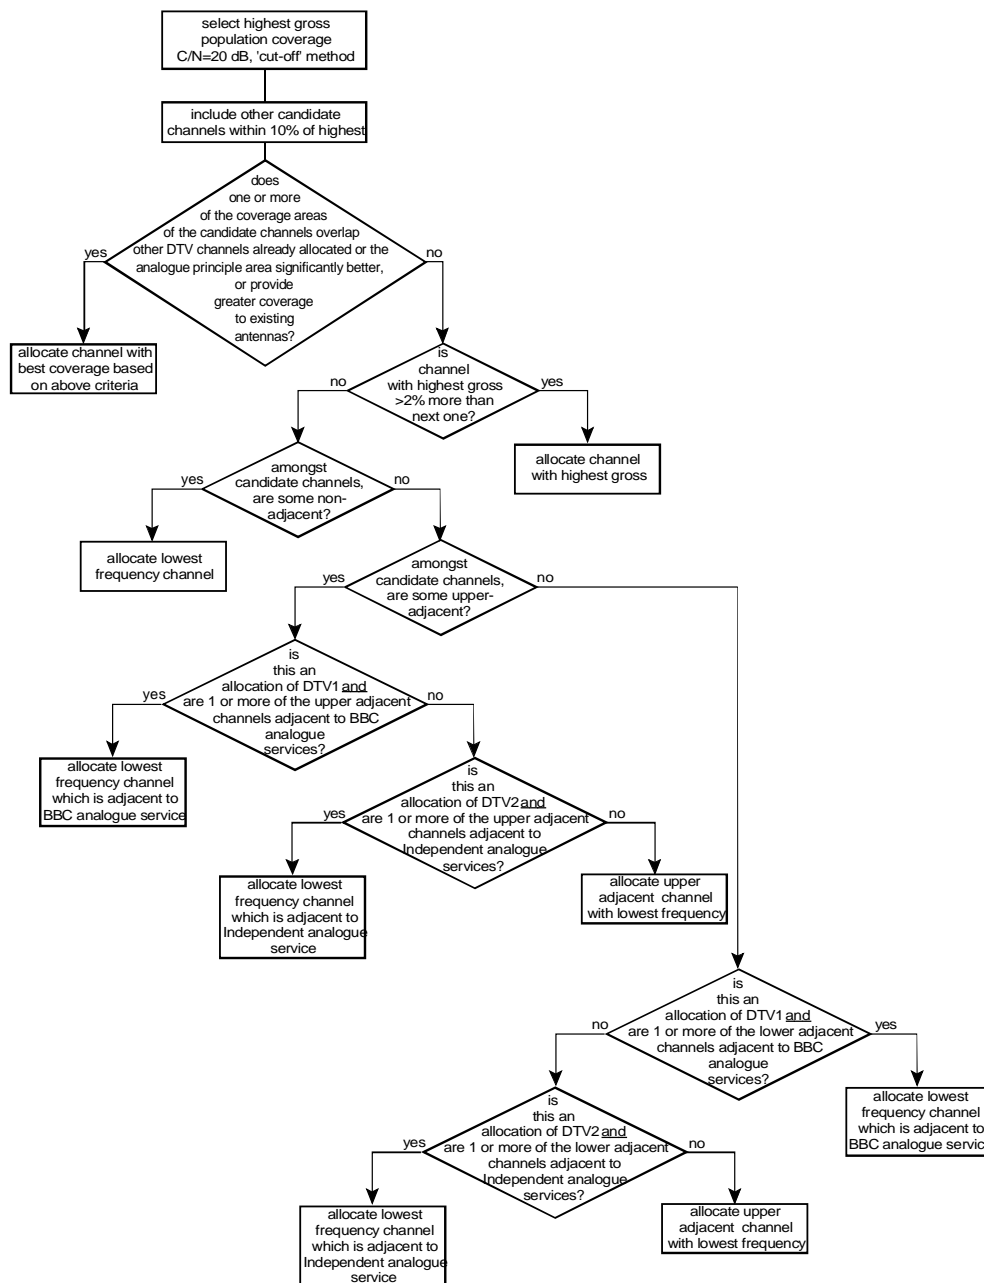 select highest gross
population coverage
C/N=20 dB, 'cut-off' method
include other candidate
channels within 10% of highest
does
one or more
of the coverage areas
of the candidate channels overlap
other DTV channels already allocated or the
analogue principle area significantly better,
or provide
greater coverage
to existing
antennas?
yes
no
allocate channel with
best coverage based
on above criteria
is
channel
with highest gross
>2% more than
next one?
no
yes
allocate channel
with highest gross
amongst
candidate channels,
are some non-
adjacent?
yes
no
allocate lowest
frequency channel
amongst
candidate channels,
are some upper-
adjacent?
yes
no
is
this an
allocation of DTV1 and
are 1 or more of the upper adjacent
channels adjacent to BBC
analogue
services?
yes
no
allocate lowest
frequency channel
which is adjacent to
BBC analogue service
is
this an
allocation of DTV2 and
are 1 or more of the upper adjacent
channels adjacent to
Independent analogue
services?
yes
no
allocate lowest
frequency channel
which is adjacent to
Independent analogue
service
allocate upper
adjacent channel
with lowest frequency
is
this an
allocation of DTV1 and
are 1 or more of the lower adjacent
channels adjacent to BBC
analogue
services?
no
yes
allocate lowest
frequency channel
which is adjacent to
BBC analogue servic
is
this an
allocation of DTV2 and
are 1 or more of the lower adjacent
channels adjacent to
Independent analogue
services?
yes
no
allocate lowest
frequency channel
which is adjacent to
Independent analogue
service
allocate upper
adjacent channel
with lowest frequency